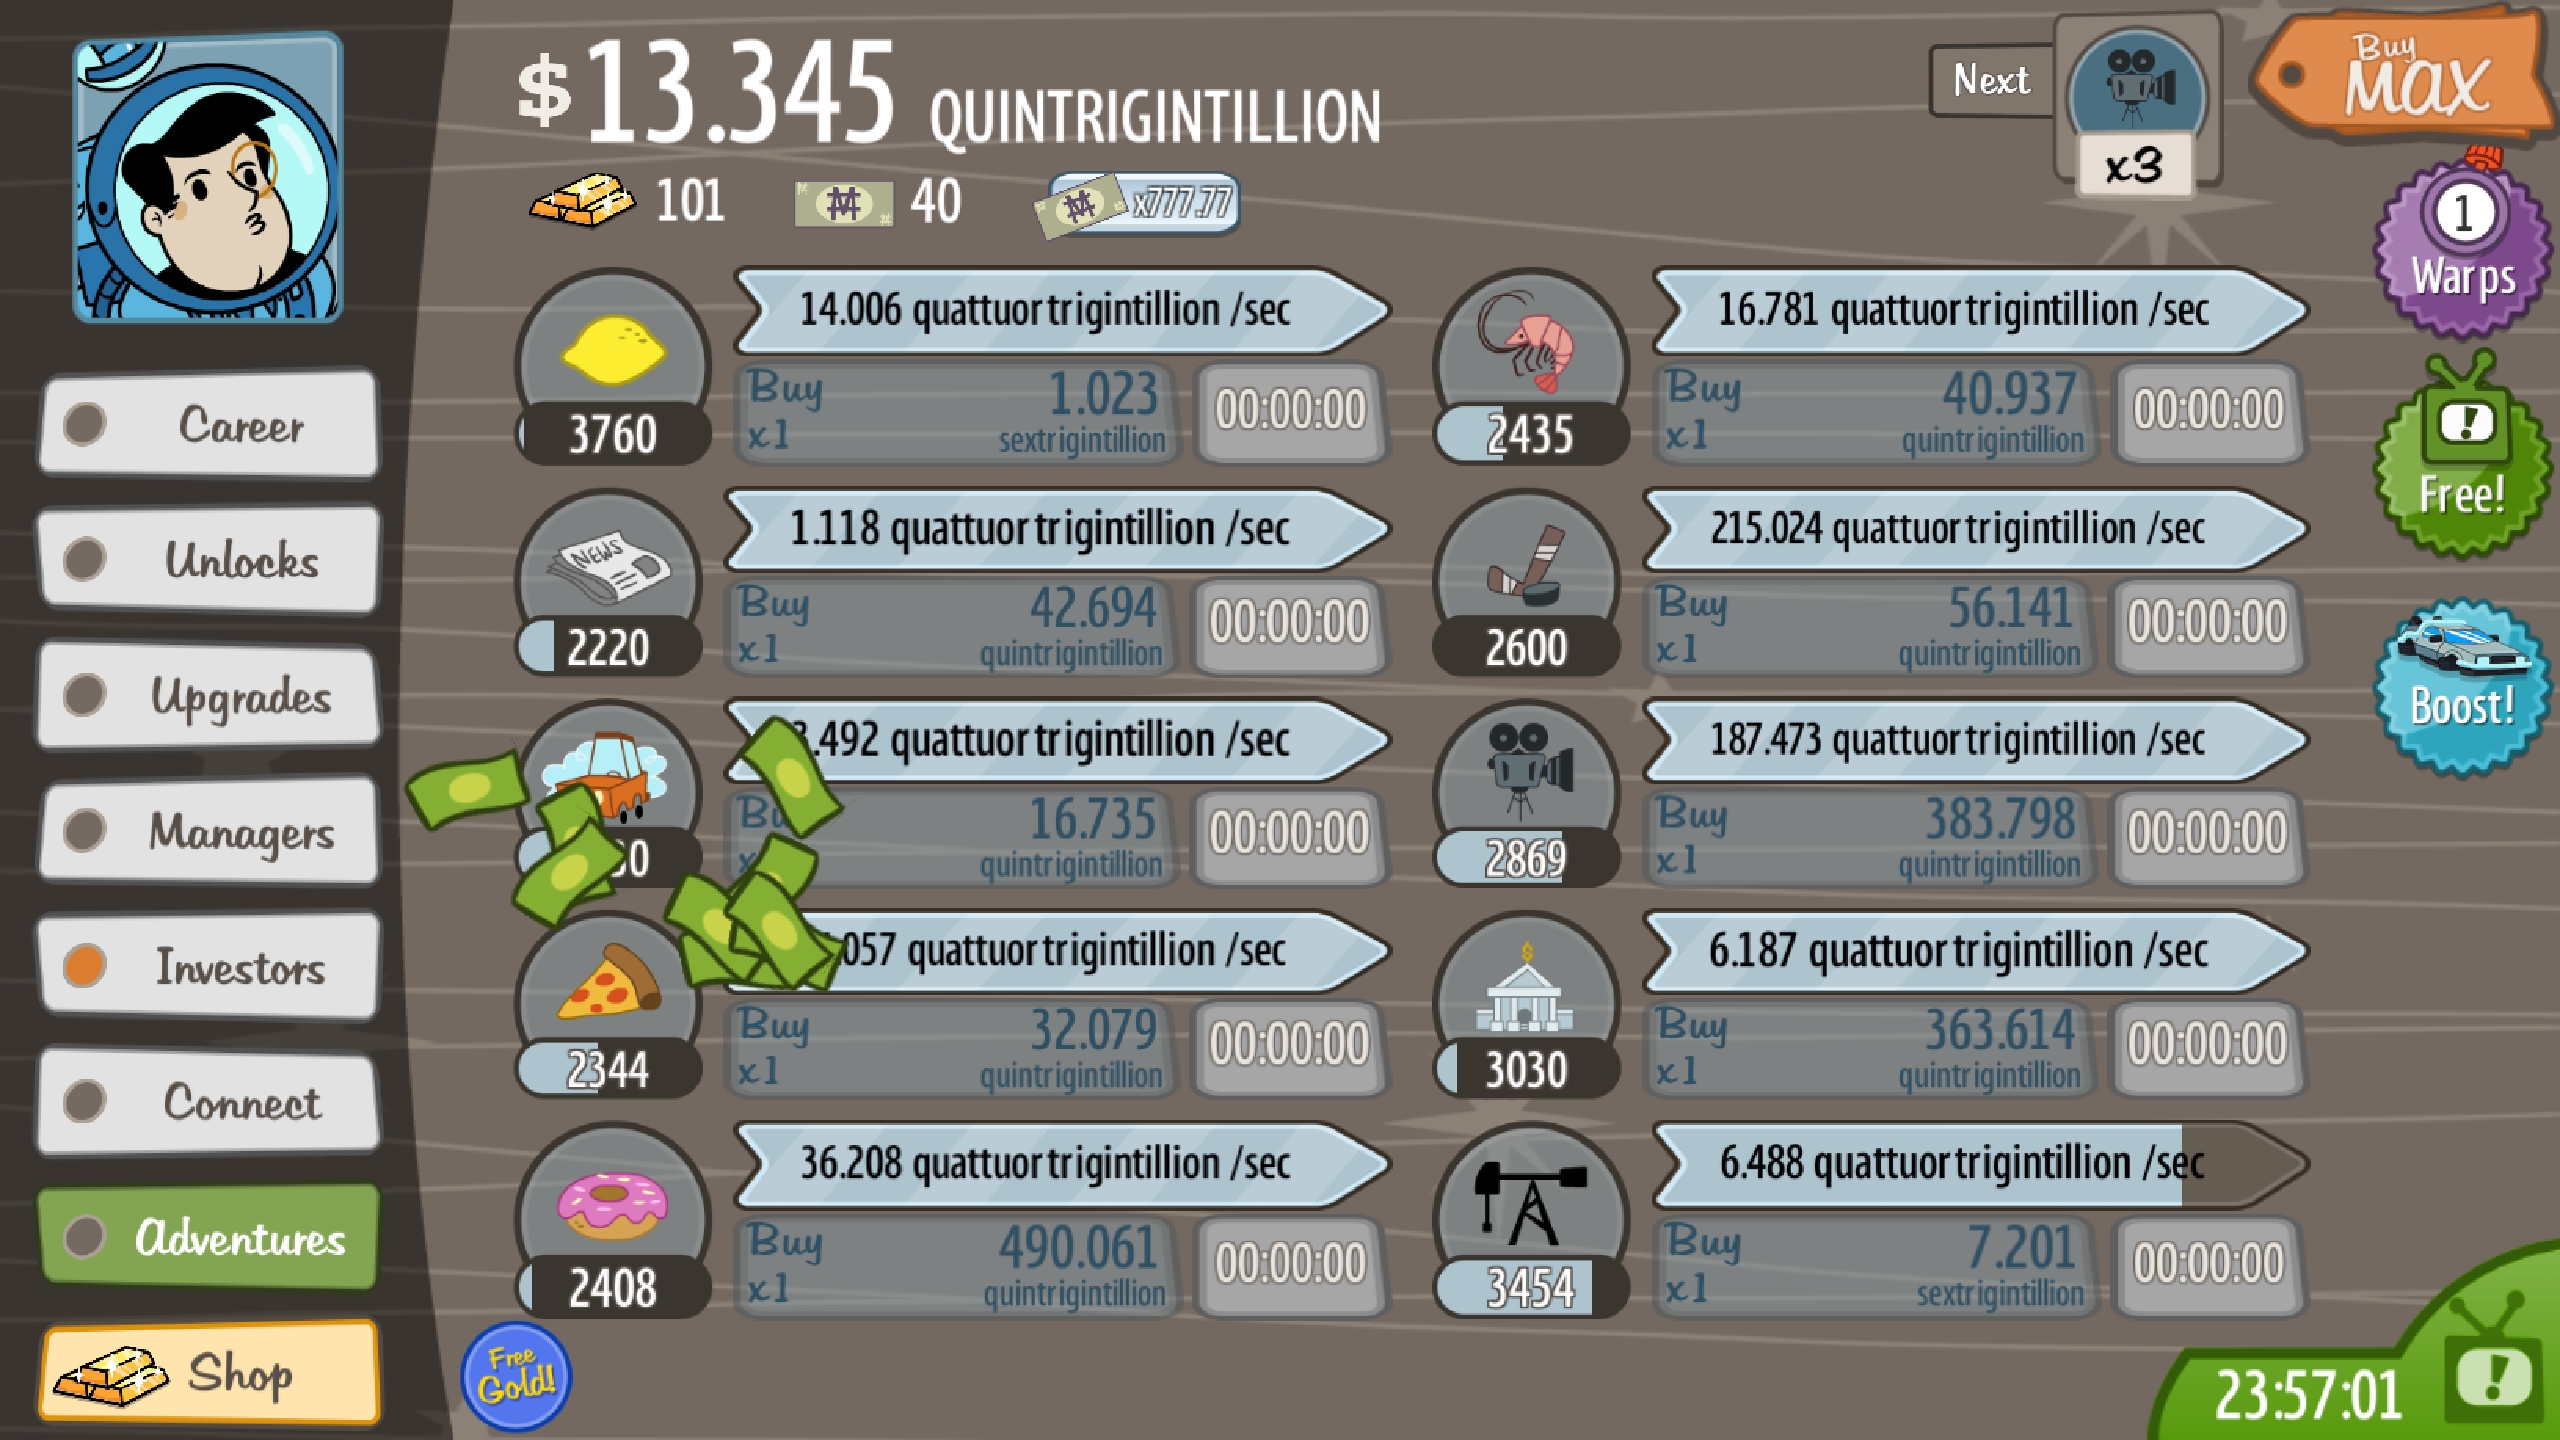 $13.345 QUINTRIGINTILLION
Next
x3
Buy
MAX
101
40
x777.77
1
Warps
Free!
Boost!
Career
Unlocks
Upgrades
Managers
Investors
Connect
Adventures
Shop
14.006 quattuortrigintillion /sec
3760
Buy
x1
1.023
sextrigintillion
00:00:00
16.781 quattuortrigintillion /sec
2435
Buy
x1
40.937
quintrigintillion
00:00:00
NEWS
1.118 quattuortrigintillion /sec
2220
Buy
x1
42.694
quintrigintillion
00:00:00
215.024 quattuortrigintillion /sec
2600
Buy
x1
56.141
quintrigintillion
00:00:00
quattuortrigintillion /sec
16.735
quintrigintillion
00:00:00
187.473 quattuortrigintillion /sec
2869
Buy
x1
383.798
quintrigintillion
00:00:00
quattuortrigintillion /sec
2344
Buy
x1
32.079
quintrigintillion
00:00:00
6.187 quattuortrigintillion /sec
3030
Buy
x1
363.614
quintrigintillion
00:00:00
36.208 quattuortrigintillion /sec
2408
Buy
x1
490.061
quintrigintillion
00:00:00
6.488 quattuortrigintillion /sec
3454
Buy
x1
7.201
sextrigintillion
00:00:00
Free
Gold!
23:57:01